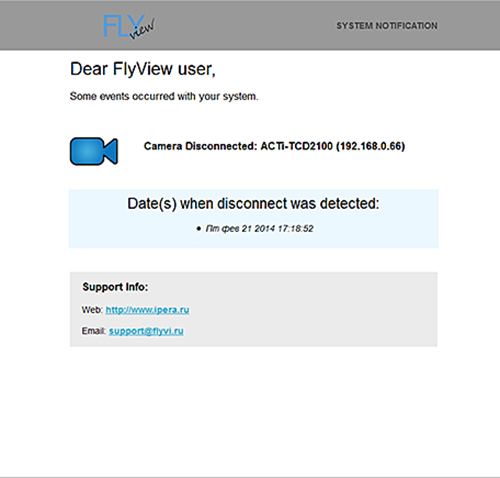 FLY view
SYSTEM NOTIFICATION
Dear FlyView user,
Some events occurred with your system.
Camera Disconnected: ACTi-TCD2100 (192.168.0.66)
Date(s) when disconnect was detected:
• Пт фев 21 2014 17:18:52
Support Info:
Web: http://www.ipera.ru
Email: support@flyvi.ru